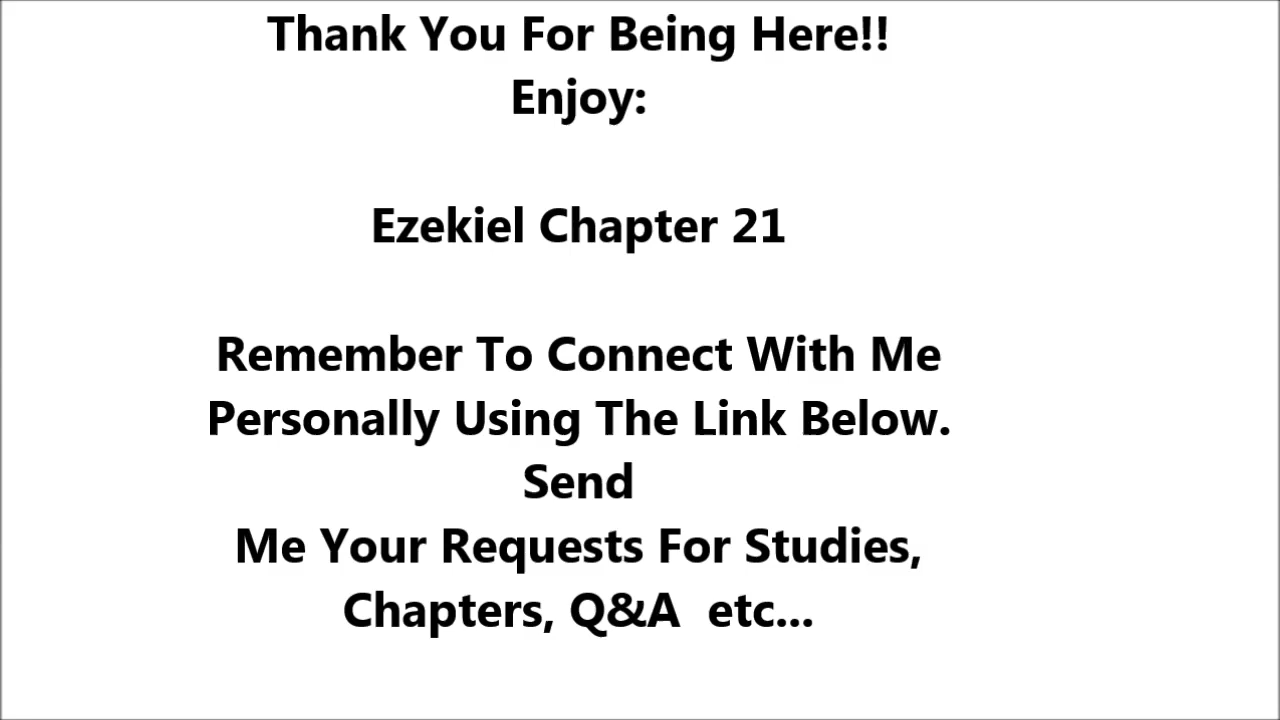 Thank You For Being Here!!
Enjoy:
Ezekiel Chapter 21
Remember To Connect With Me
Personally Using The Link Below.
Send
Me Your Requests For Studies,
Chapters, Q&A  etc...